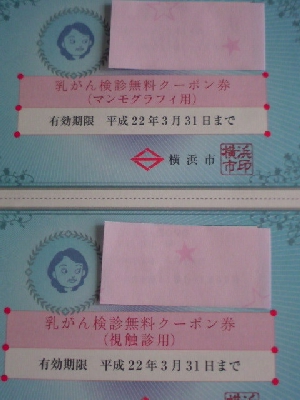 乳がん検診無料クーポン券
(マンモグラフィ用)
有効期限 平成22年3月31日まで
横浜市
横浜市印
乳がん検診無料クーポン券
(視触診用)
有効期限 平成22年3月31日まで